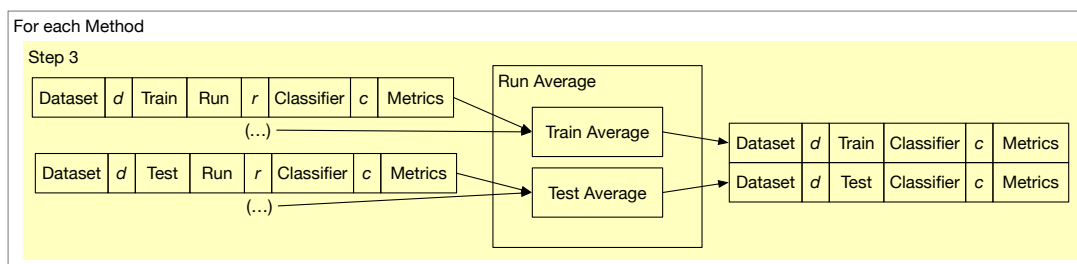 For each Method
Step 3
Dataset d Train Run r Classifier c Metrics
(...)
Dataset d Test Run r Classifier c Metrics
(...)
Run Average
Train Average
Test Average
Dataset d Train Classifier c Metrics
Dataset d Test Classifier c Metrics